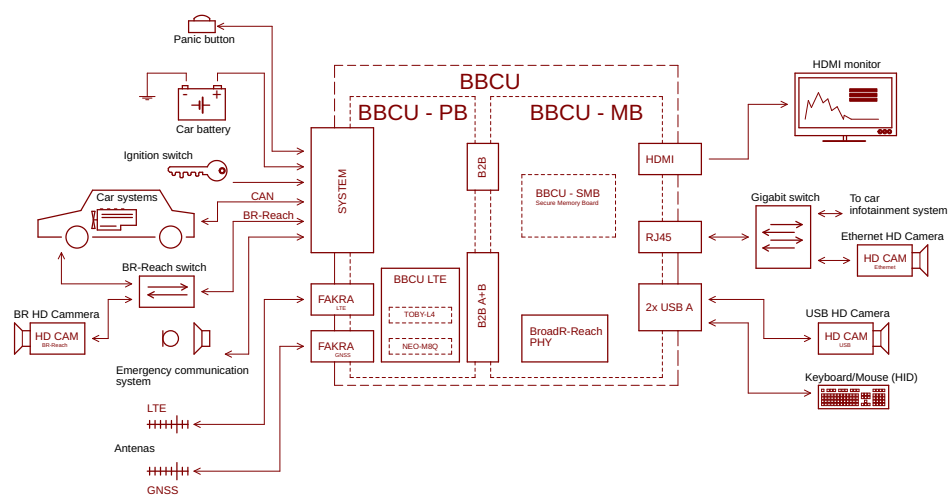 Panic button
- +
Car battery
Ignition switch
Car systems
CAN
BR-Reach
BR-Reach switch
BR HD Cammera
HD CAM
BR-Reach
Emergency communication
system
LTE
Antenas
GNSS
BBCU
BBCU - PB
BBCU - MB
SYSTEM
B2B
BBCU - SMB
Secure Memory Board
FAKRA
LTE
FAKRA
GNSS
BBCU LTE
TOBY-L4
NEO-M8Q
B2B A+B
BroadR-Reach
PHY
HDMI
RJ45
2x USB A
HDMI monitor
Gigabit switch
To car
infotainment system
Ethernet HD Camera
HD CAM
Ethernet
USB HD Camera
HD CAM
USB
Keyboard/Mouse (HID)